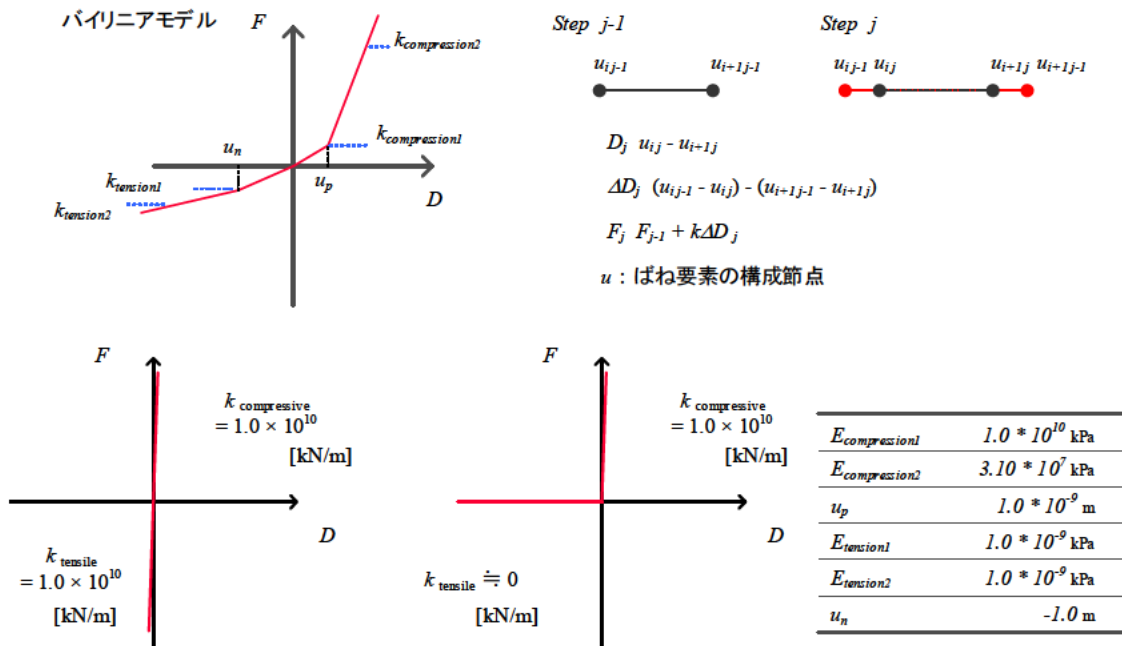 バイリニアモデル
F
k_compression2
k_compression1
u_n
u_p
D
k_tension1
k_tension2
Step j-1
u_ij-1 u_i+1j-1
Step j
u_ij-1 u_ij u_i+1j u_i+1j-1
D_j u_ij - u_i+1j
ΔD_j (u_ij-1 - u_ij) - (u_i+1j-1 - u_i+1j)
F_j F_j-1 + kΔD_j
u：ばね要素の構成節点
F
k compressive
= 1.0 × 10^10
[kN/m]
D
k tensile
= 1.0 × 10^10
[kN/m]
F
k compressive
= 1.0 × 10^10
[kN/m]
D
k tensile ≒ 0
[kN/m]
E_compression1 1.0 * 10^10 kPa
E_compression2 3.10 * 10^7 kPa
u_p 1.0 * 10^-9 m
E_tension1 1.0 * 10^-9 kPa
E_tension2 1.0 * 10^-9 kPa
u_n -1.0 m